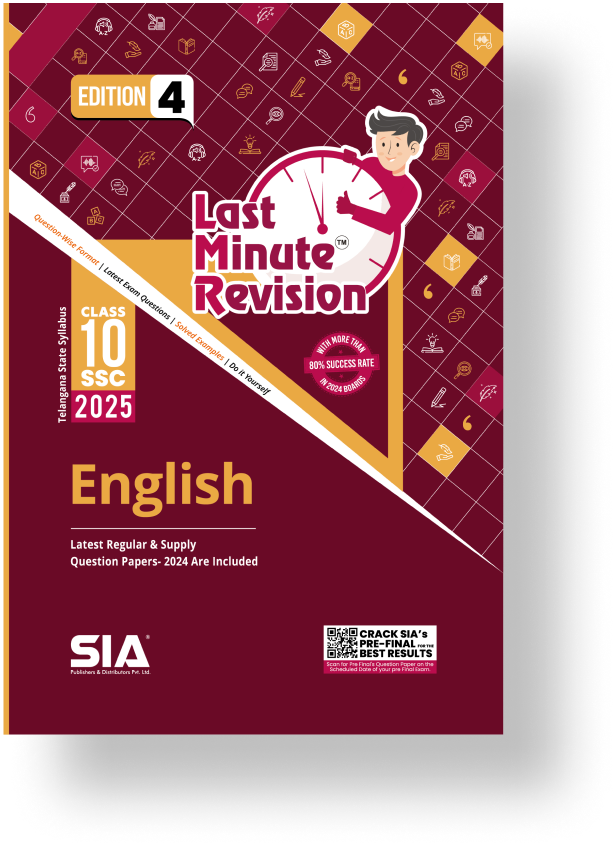 EDITION 4
Last
Minute™
Revision
Question-Wise Format | Latest Exam Questions | Solved Examples | Do it Yourself
WITH MORE THAN
80% SUCCESS RATE
IN 2024 BOARDS
Telangana State Syllabus
CLASS
10
SSC
2025
English
Latest Regular & Supply
Question Papers- 2024 Are Included
SIA®
Publishers & Distributors Pvt. Ltd.
CRACK SIA's
PRE-FINAL FOR THE
BEST RESULTS
Scan for Pre Final's Question Paper on the
Scheduled Date of your pre Final Exam.